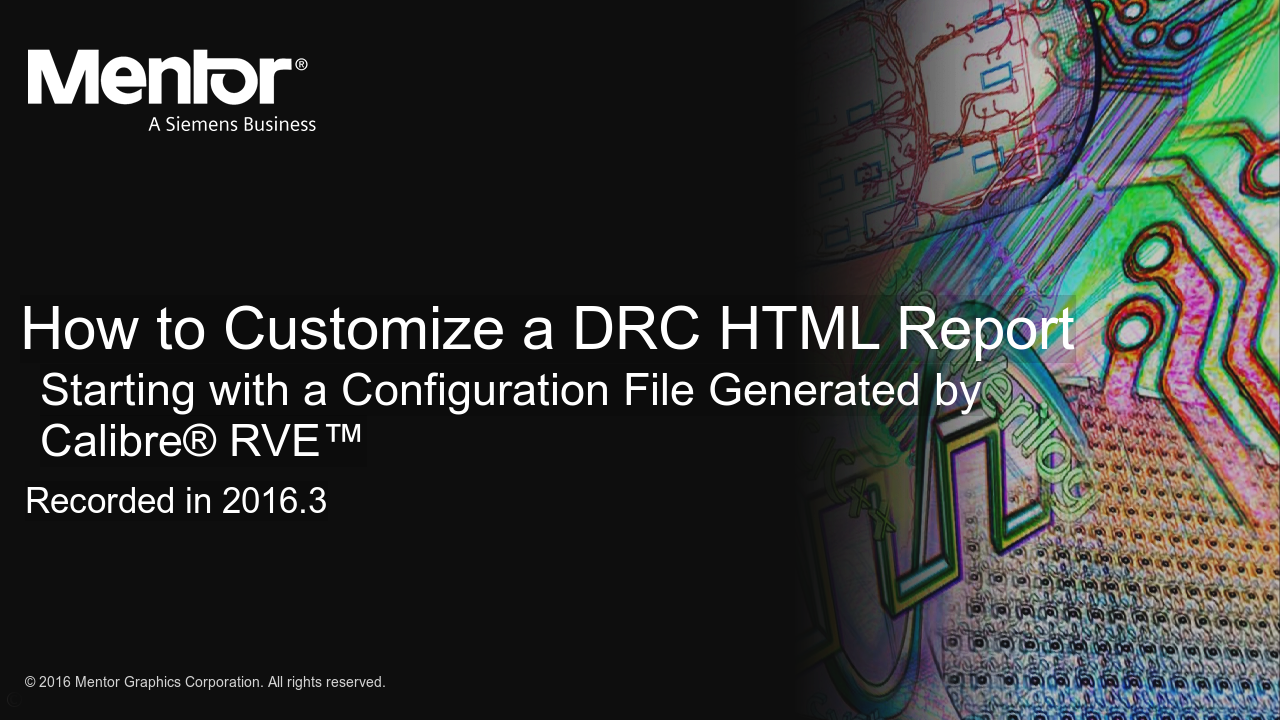 Mentor®
A Siemens Business
How to Customize a DRC HTML Report
Starting with a Configuration File Generated by
Calibre® RVE™
Recorded in 2016.3
Verilog
C++
© 2016 Mentor Graphics Corporation. All rights reserved.